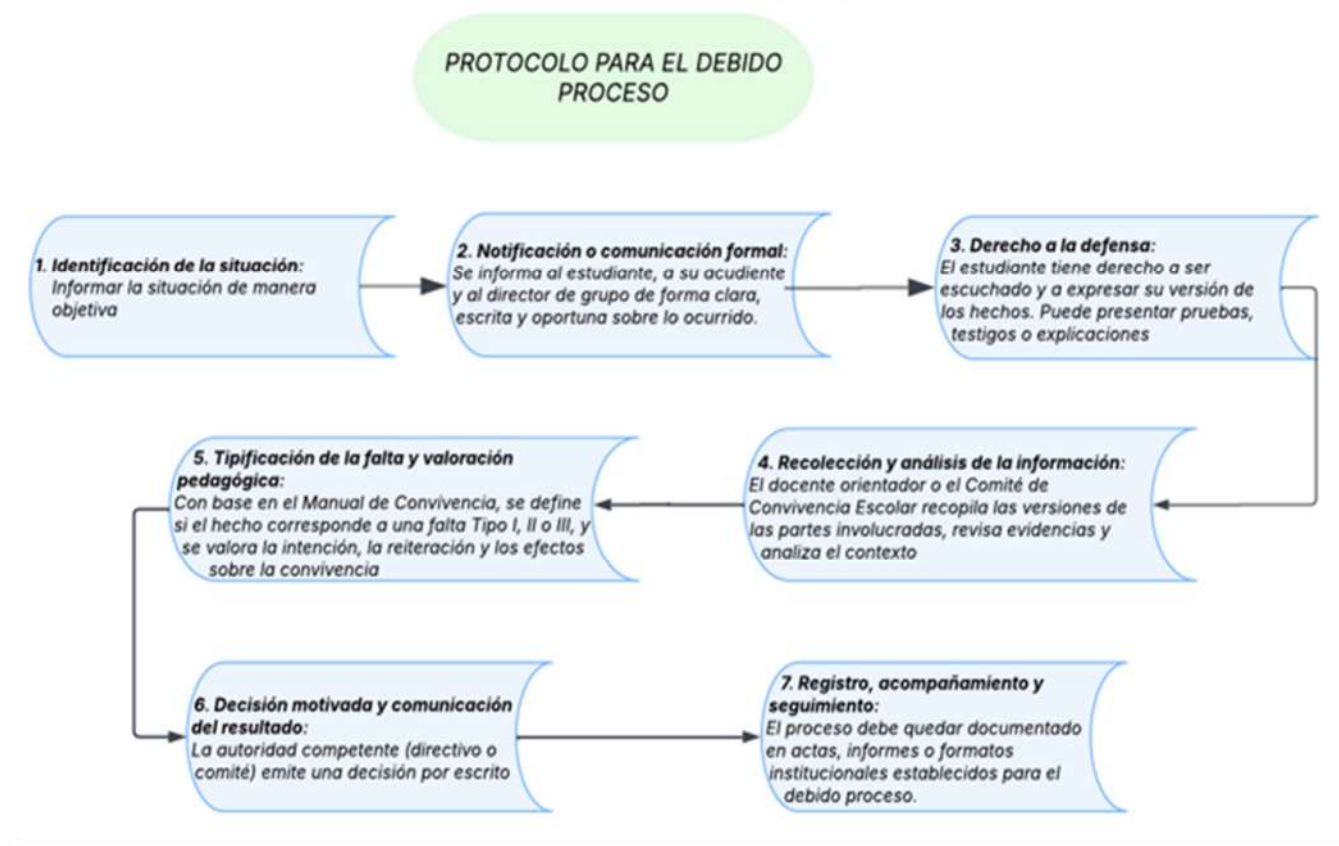 PROTOCOLO PARA EL DEBIDO
PROCESO
1. Identificación de la situación:
Informar la situación de manera
objetiva
2. Notificación o comunicación formal:
Se informa al estudiante, a su acudiente
y al director de grupo de forma clara,
escrita y oportuna sobre lo ocurrido.
3. Derecho a la defensa:
El estudiante tiene derecho a ser
escuchado y a expresar su versión de
los hechos. Puede presentar pruebas,
testigos o explicaciones
4. Recolección y análisis de la información:
El docente orientador o el Comité de
Convivencia Escolar recopila las versiones de
las partes involucradas, revisa evidencias y
analiza el contexto
5. Tipificación de la falta y valoración
pedagógica:
Con base en el Manual de Convivencia, se define
si el hecho corresponde a una falta Tipo I, II o III, y
se valora la intención, la reiteración y los efectos
sobre la convivencia
6. Decisión motivada y comunicación
del resultado:
La autoridad competente (directivo o
comité) emite una decisión por escrito
7. Registro, acompañamiento y
seguimiento:
El proceso debe quedar documentado
en actas, informes o formatos
institucionales establecidos para el
debido proceso.